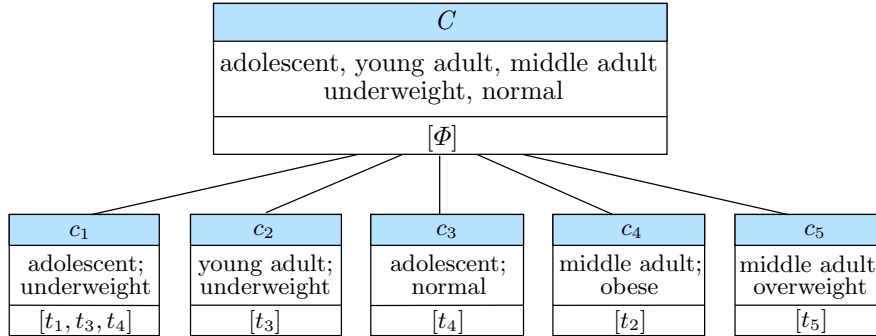 C
adolescent, young adult, middle adult
underweight, normal
[Φ]
c₁
adolescent;
underweight
[t₁, t₃, t₄]
c₂
young adult;
underweight
[t₃]
c₃
adolescent;
normal
[t₄]
c₄
middle adult;
obese
[t₂]
c₅
middle adult
overweight
[t₅]